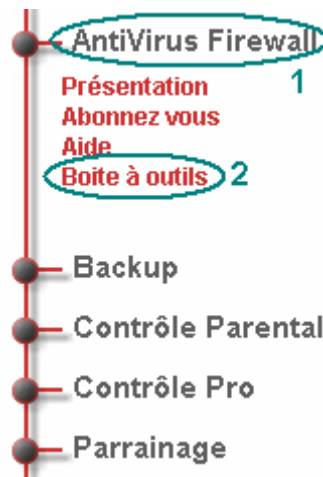 AntiVirus Firewall
1
Présentation
Abonnez vous
Aide
Boite à outils 2
Backup
Contrôle Parental
Contrôle Pro
Parrainage